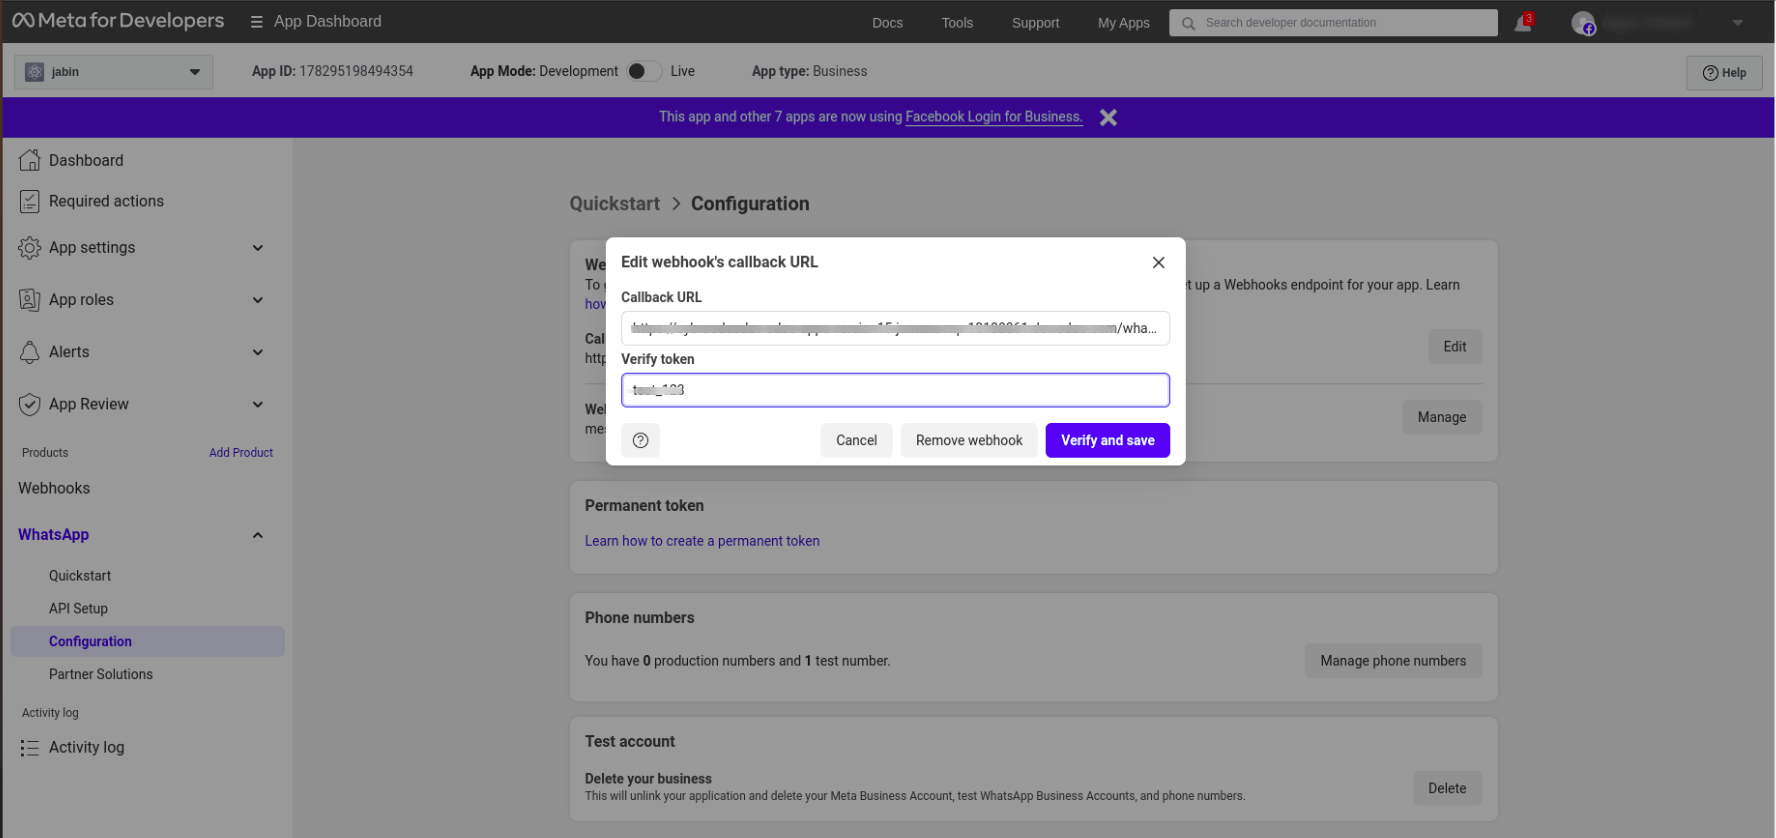 Meta for Developers
App Dashboard
Docs
Tools
Support
My Apps
Search developer documentation
3
jabin
App ID: 178295198494354
App Mode: Development
Live
App type: Business
Help
This app and other 7 apps are now using Facebook Login for Business.
Dashboard
Required actions
App settings
App roles
Alerts
App Review
Products
Add Product
Webhooks
WhatsApp
Quickstart
API Setup
Configuration
Partner Solutions
Activity log
Activity log
Quickstart > Configuration
We
To g
et up a Webhooks endpoint for your app. Learn
how
Cal
http
Edit
Wel
mes
Manage
Edit webhook's callback URL
Callback URL
/wha...
Verify token
Cancel
Remove webhook
Verify and save
Permanent token
Learn how to create a permanent token
Phone numbers
You have 0 production numbers and 1 test number.
Manage phone numbers
Test account
Delete your business
This will unlink your application and delete your Meta Business Account, test WhatsApp Business Accounts, and phone numbers.
Delete